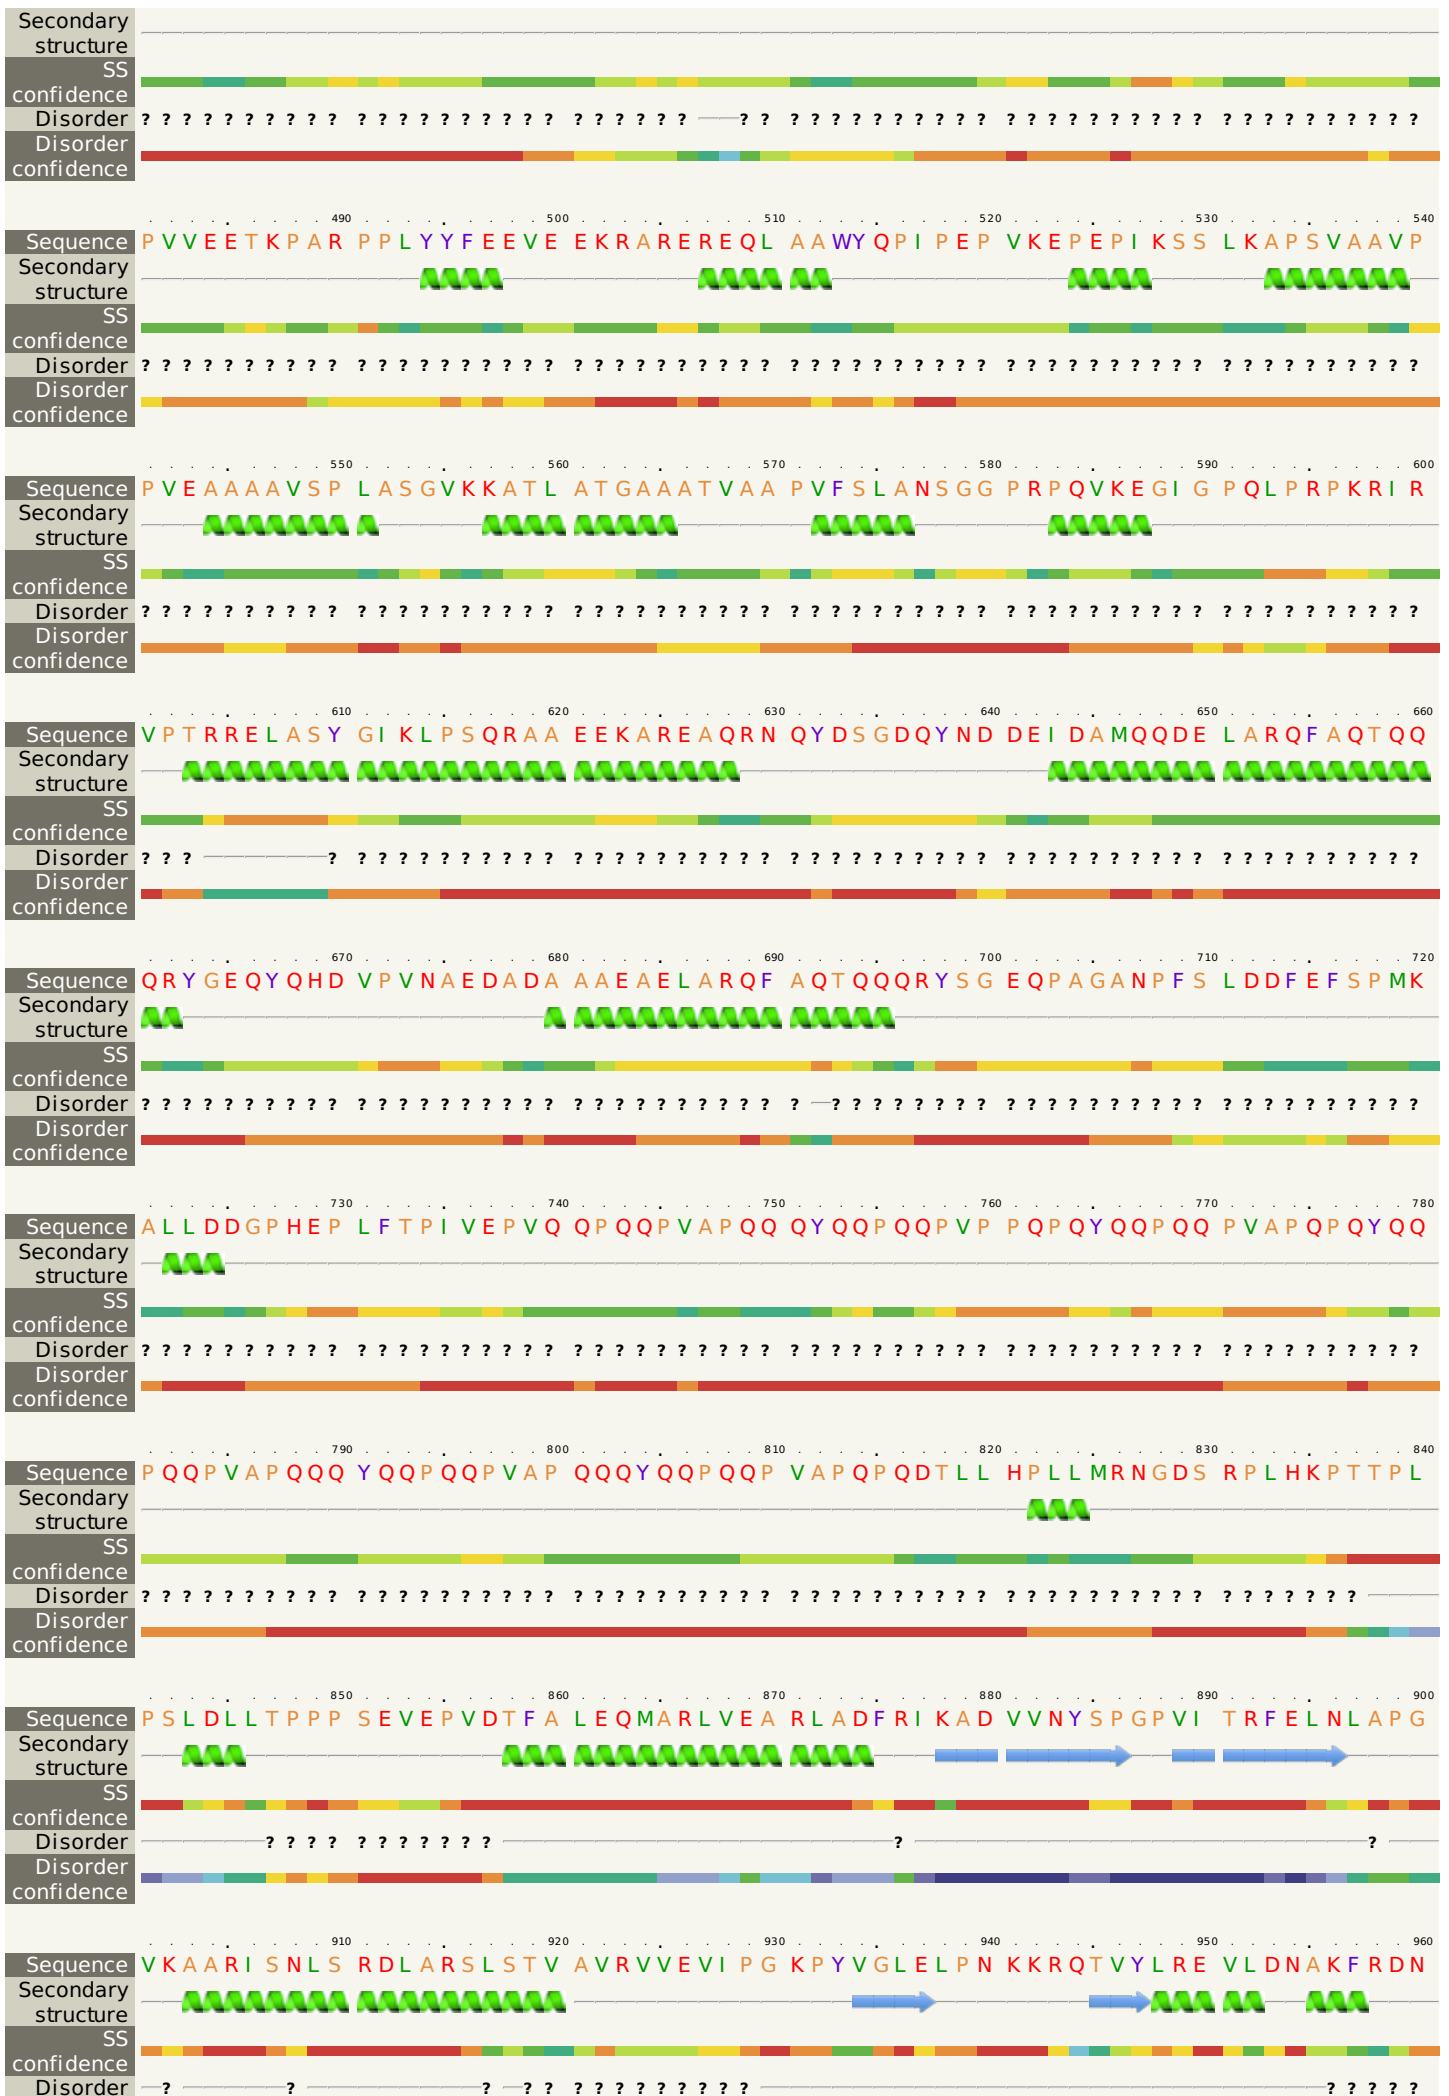 Secondary
structure
SS
confidence
Disorder ? ? ? ? ? ? ? ? ? ? ? ? ? ? ? ? ? ? ? ? ? ? ? ? ? ? ? ? ? ? ? ? ? ? ? ? ? ? ? ? ? ? ? ? ? ? ? ? ? ? ? ? ? ? ? ? ? ?
Disorder
confidence
490 500 510 520 530 540
Sequence PVVEETKPAR PPLYYFEEVE EKRAREREQL AAWYQPIPEP VKEPEPIKSS LKAPSVAAVP
Secondary
structure
SS
confidence
Disorder ? ? ? ? ? ? ? ? ? ? ? ? ? ? ? ? ? ? ? ? ? ? ? ? ? ? ? ? ? ? ? ? ? ? ? ? ? ? ? ? ? ? ? ? ? ? ? ? ? ? ? ? ? ? ? ? ? ? ? ?
Disorder
confidence
550 560 570 580 590 600
Sequence PVEAAAAVSP LASGVKKATL ATGAAATVAA PVFSLANSGG PRPQVKEGIG PQLPRPKRIR
Secondary
structure
SS
confidence
Disorder ? ? ? ? ? ? ? ? ? ? ? ? ? ? ? ? ? ? ? ? ? ? ? ? ? ? ? ? ? ? ? ? ? ? ? ? ? ? ? ? ? ? ? ? ? ? ? ? ? ? ? ? ? ? ? ? ? ? ? ?
Disorder
confidence
610 620 630 640 650 660
Sequence VPTRRELASY GIKLPSQRAA EEKAREAQRN QYDSGDQYND DEIDAMQQDE LARQFAQTQQ
Secondary
structure
SS
confidence
Disorder ? ? ? ? ? ? ? ? ? ? ? ? ? ? ? ? ? ? ? ? ? ? ? ? ? ? ? ? ? ? ? ? ? ? ? ? ? ? ? ? ? ? ? ? ? ? ? ? ? ? ? ? ? ?
Disorder
confidence
670 680 690 700 710 720
Sequence QRYGEQYQHD VPVNAEDADA AAEAELARQF AQTQQQRYSG EQPAGANPFS LDDFEFSPMK
Secondary
structure
SS
confidence
Disorder ? ? ? ? ? ? ? ? ? ? ? ? ? ? ? ? ? ? ? ? ? ? ? ? ? ? ? ? ? ? ? ? ? ? ? ? ? ? ? ? ? ? ? ? ? ? ? ? ? ? ? ? ? ? ? ? ? ? ?
Disorder
confidence
730 740 750 760 770 780
Sequence ALLDDGPHEP LFTPIVEPVQ QPQQPVAPQQ QYQQPQQPVP PQPQYQQPQQ PVAPQPQYQQ
Secondary
structure
SS
confidence
Disorder ? ? ? ? ? ? ? ? ? ? ? ? ? ? ? ? ? ? ? ? ? ? ? ? ? ? ? ? ? ? ? ? ? ? ? ? ? ? ? ? ? ? ? ? ? ? ? ? ? ? ? ? ? ? ? ? ? ? ? ?
Disorder
confidence
790 800 810 820 830 840
Sequence PQQPVAPQQQ YQQPQQPVAP QQQYQQPQQP VAPQPQDTLL HPLLMRNGDS RPLHKPTTPL
Secondary
structure
SS
confidence
Disorder ? ? ? ? ? ? ? ? ? ? ? ? ? ? ? ? ? ? ? ? ? ? ? ? ? ? ? ? ? ? ? ? ? ? ? ? ? ? ? ? ? ? ? ? ? ? ? ? ? ? ? ? ? ? ? ? ?
Disorder
confidence
850 860 870 880 890 900
Sequence PSLDLLTPPP SEVEPVDTFA LEQMARLVEA RLADFRIKAD VVNYSPGPVI TRFELNLAPG
Secondary
structure
SS
confidence
Disorder ? ? ? ? ? ? ? ? ? ? ? ? ?
Disorder
confidence
910 920 930 940 950 960
Sequence VKAARISNLS RDLARSLSTV AVRVVEVIPG KPYVGLELPN KKRQTVYLRE VLDNAKFRDN
Secondary
structure
SS
confidence
Disorder ? ? ? ? ? ? ? ? ? ? ? ? ? ? ? ? ? ? ?